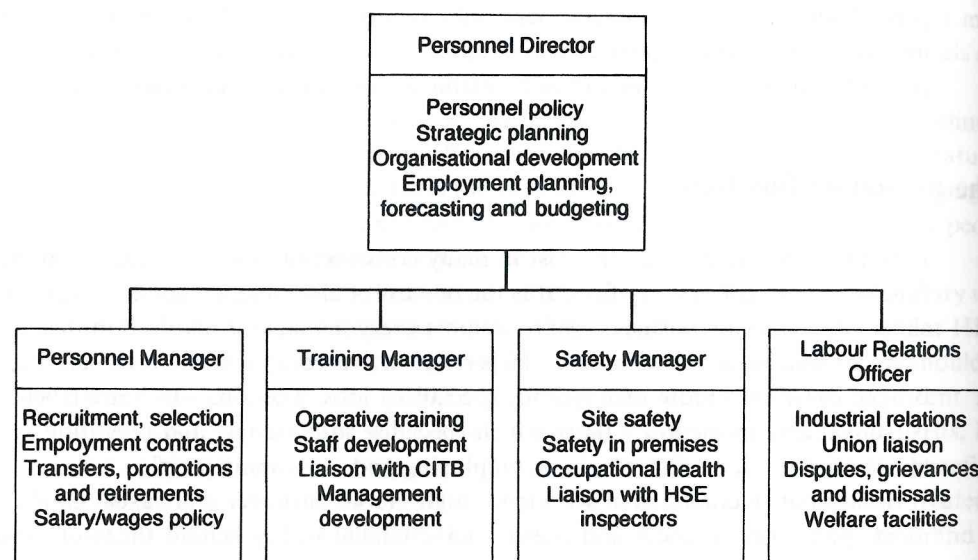 Personnel Director
Personnel policy
Strategic planning
Organisational development
Employment planning,
forecasting and budgeting
Personnel Manager
Recruitment, selection
Employment contracts
Transfers, promotions
and retirements
Salary/wages policy
Training Manager
Operative training
Staff development
Liaison with CITB
Management
development
Safety Manager
Site safety
Safety in premises
Occupational health
Liaison with HSE
inspectors
Labour Relations
Officer
Industrial relations
Union liaison
Disputes, grievances
and dismissals
Welfare facilities